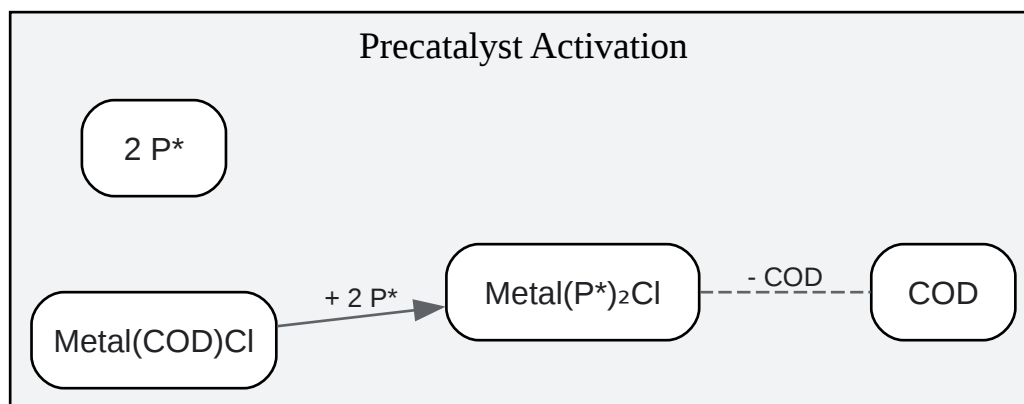 Precatalyst Activation
2 P*
+ 2 P*
- COD
Metal(P*)₂Cl
COD
Metal(COD)Cl